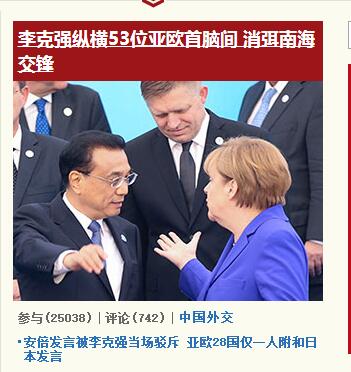 李克强纵横53位亚欧首脑间 消弭南海
交锋
参与(25038) | 评论(742) | 中国外交
·安倍发言被李克强当场驳斥 亚欧28国仅一人附和日
本发言